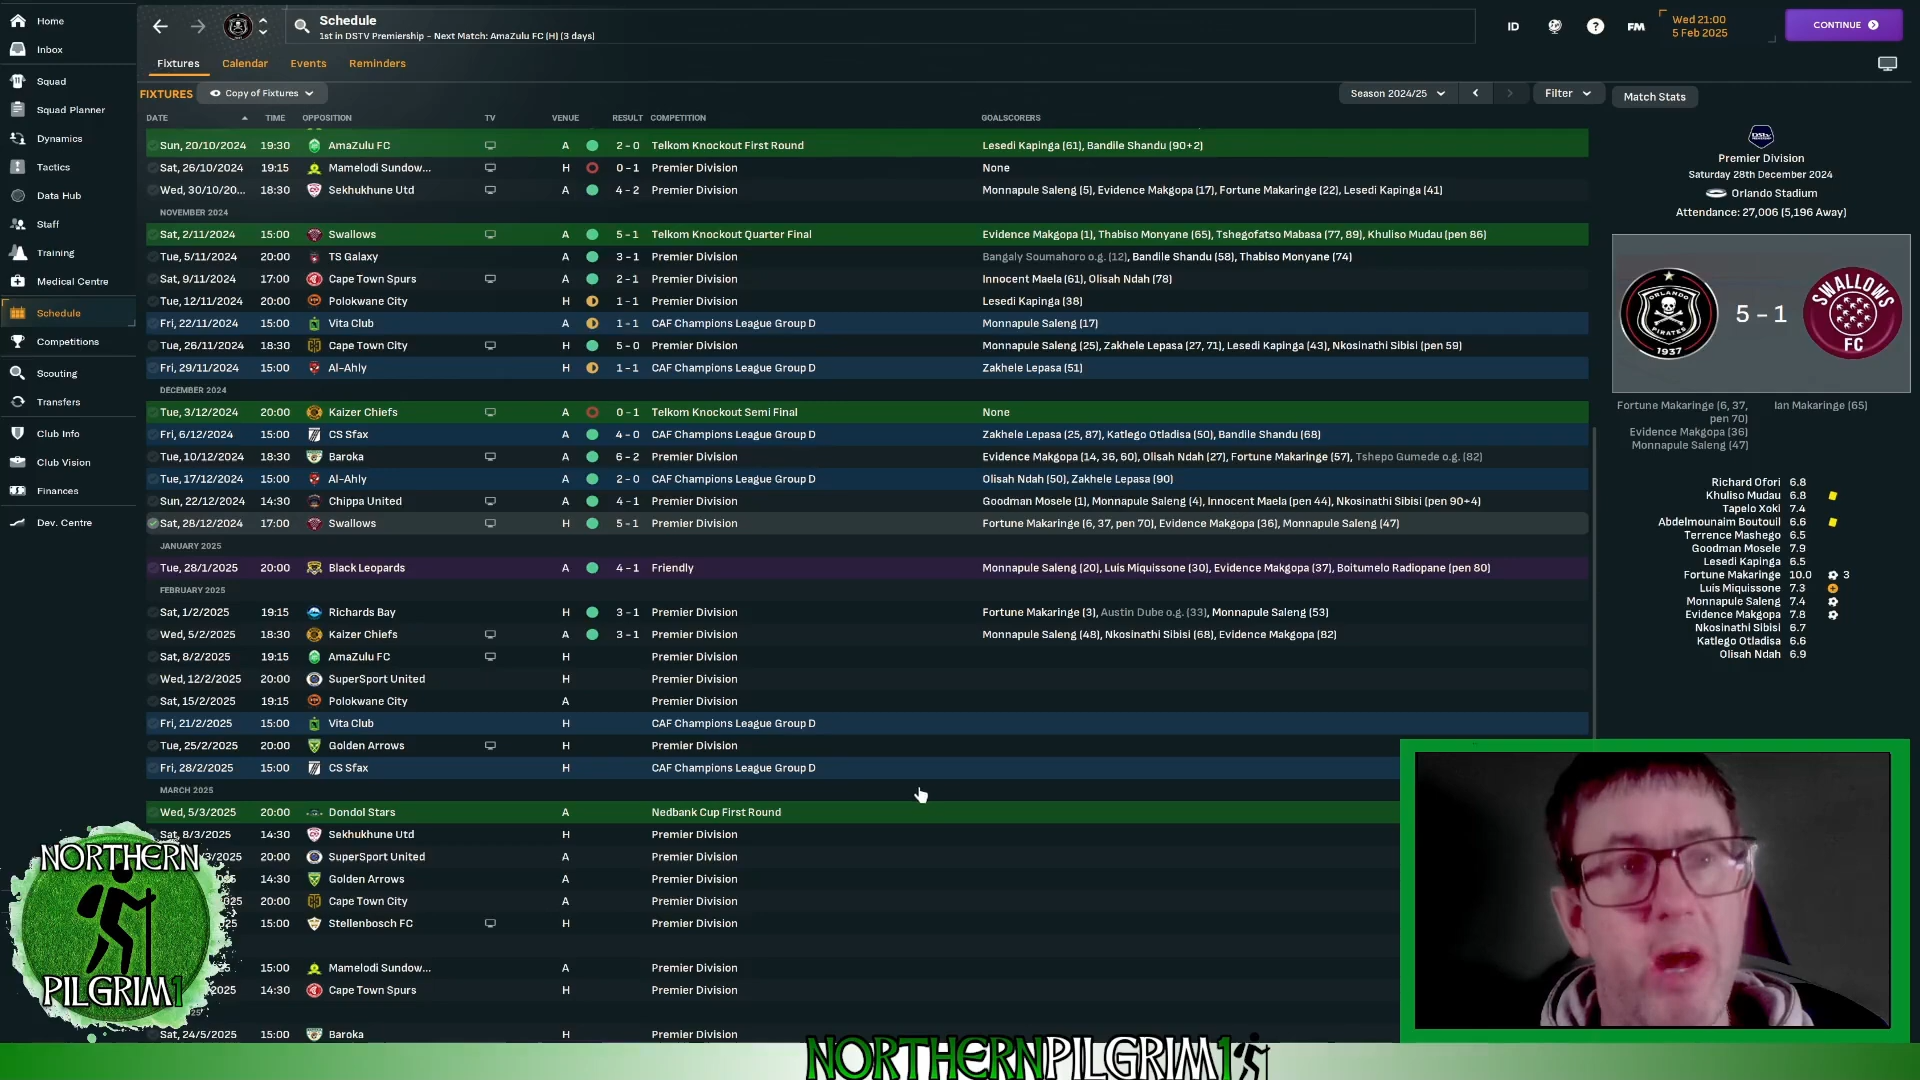 Home
Inbox
Squad
Squad Planner
Dynamics
Tactics
Data Hub
Staff
Training
Medical Centre
Schedule
Competitions
Scouting
Transfers
Club Info
Club Vision
Finances
Dev. Centre
Schedule
1st in DSTV Premiership - Next Match: AmaZulu FC (H) (3 days)
ID
?
FM
Wed 21:00
5 Feb 2025
CONTINUE
Fixtures Calendar Events Reminders
FIXTURES Copy of Fixtures Season 2024/25 Filter
DATE TIME OPPOSITION TV VENUE RESULT COMPETITION GOALSCORERS
Sun, 20/10/2024 19:30 AmaZulu FC A 2 - 0 Telkom Knockout First Round Lesedi Kapinga (61), Bandile Shandu (90+2)
Sat, 26/10/2024 19:15 Mamelodi Sundow... H 0 - 1 Premier Division None
Wed, 30/10/20... 18:30 Sekhukhune Utd A 4 - 2 Premier Division Monnapule Saleng (5), Evidence Makgopa (17), Fortune Makaringe (22), Lesedi Kapinga (41)
NOVEMBER 2024
Sat, 2/11/2024 15:00 Swallows A 5 - 1 Telkom Knockout Quarter Final Evidence Makgopa (1), Thabiso Monyane (65), Tshegofatso Mabasa (77, 89), Khuliso Mudau (pen 86)
Tue, 5/11/2024 20:00 TS Galaxy A 3 - 1 Premier Division Bangaly Soumahoro o.g. (12), Bandile Shandu (58), Thabiso Monyane (74)
Sat, 9/11/2024 17:00 Cape Town Spurs A 2 - 1 Premier Division Innocent Maela (61), Olisah Ndah (78)
Tue, 12/11/2024 20:00 Polokwane City H 1 - 1 Premier Division Lesedi Kapinga (38)
Fri, 22/11/2024 15:00 Vita Club A 1 - 1 CAF Champions League Group D Monnapule Saleng (17)
Tue, 26/11/2024 18:30 Cape Town City H 5 - 0 Premier Division Monnapule Saleng (25), Zakhele Lepasa (27, 71), Lesedi Kapinga (43), Nkosinathi Sibisi (pen 59)
Fri, 29/11/2024 15:00 Al-Ahly H 1 - 1 CAF Champions League Group D Zakhele Lepasa (51)
DECEMBER 2024
Tue, 3/12/2024 20:00 Kaizer Chiefs A 0 - 1 Telkom Knockout Semi Final None
Fri, 6/12/2024 15:00 CS Sfax A 4 - 0 CAF Champions League Group D Zakhele Lepasa (25, 87), Katlego Otladisa (50), Bandile Shandu (68)
Tue, 10/12/2024 18:30 Baroka A 6 - 2 Premier Division Evidence Makgopa (14, 36, 60), Olisah Ndah (27), Fortune Makaringe (57), Tshepo Gumede o.g. (82)
Tue, 17/12/2024 15:00 Al-Ahly A 2 - 0 CAF Champions League Group D Olisah Ndah (50), Zakhele Lepasa (90)
Sun, 22/12/2024 14:30 Chippa United A 4 - 1 Premier Division Goodman Mosele (1), Monnapule Saleng (4), Innocent Maela (pen 44), Nkosinathi Sibisi (pen 90+4)
Sat, 28/12/2024 17:00 Swallows H 5 - 1 Premier Division Fortune Makaringe (6, 37, pen 70), Evidence Makgopa (36), Monnapule Saleng (47)
JANUARY 2025
Tue, 28/1/2025 20:00 Black Leopards A 4 - 1 Friendly Monnapule Saleng (20), Luís Miquissone (30), Evidence Makgopa (37), Boitumelo Radiopane (pen 80)
FEBRUARY 2025
Sat, 1/2/2025 19:15 Richards Bay H 3 - 1 Premier Division Fortune Makaringe (3), Austin Dube o.g. (33), Monnapule Saleng (53)
Wed, 5/2/2025 18:30 Kaizer Chiefs A 3 - 1 Premier Division Monnapule Saleng (48), Nkosinathi Sibisi (68), Evidence Makgopa (82)
Sat, 8/2/2025 19:15 AmaZulu FC H Premier Division
Wed, 12/2/2025 20:00 SuperSport United H Premier Division
Sat, 15/2/2025 19:15 Polokwane City A Premier Division
Fri, 21/2/2025 15:00 Vita Club H CAF Champions League Group D
Tue, 25/2/2025 20:00 Golden Arrows H Premier Division
Fri, 28/2/2025 15:00 CS Sfax H CAF Champions League Group D
MARCH 2025
Wed, 5/3/2025 20:00 Dondol Stars A Nedbank Cup First Round
Sat, 8/3/2025 14:30 Sekhukhune Utd H Premier Division
3/2025 20:00 SuperSport United A Premier Division
14:30 Golden Arrows A Premier Division
2025 20:00 Cape Town City A Premier Division
15:00 Stellenbosch FC H Premier Division
15:00 Mamelodi Sundow... A Premier Division
2025 14:30 Cape Town Spurs H Premier Division
Sat, 24/5/2025 15:00 Baroka H Premier Division
Match Stats
DStv
Premier Division
Saturday 28th December 2024
Orlando Stadium
Attendance: 27,006 (5,196 Away)
ORLANDO
PIRATES
1937
5 - 1
SWALLOWS
FC
Fortune Makaringe (6, 37,
pen 70)
Evidence Makgopa (36)
Monnapule Saleng (47)
Ian Makaringe (65)
Richard Ofori 6.8
Khuliso Mudau 6.8
Tapelo Xoki 7.4
Abdelmounaim Boutouil 6.6
Terrence Mashego 6.5
Goodman Mosele 7.9
Lesedi Kapinga 6.5
Fortune Makaringe 10.0 3
Luís Miquissone 7.3
Monnapule Saleng 7.4
Evidence Makgopa 7.8
Nkosinathi Sibisi 6.7
Katlego Otladisa 6.6
Olisah Ndah 6.9
NORTHERN
PILGRIM1
NORTHERNPILGRIM1